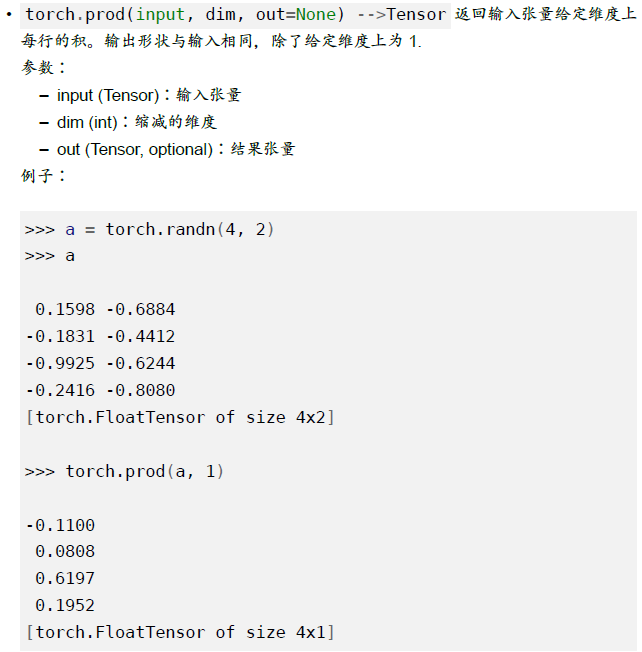 • torch.prod(input, dim, out=None) -->Tensor 返回输入张量给定维度上
每行的积。输出形状与输入相同，除了给定维度上为 1.
参数：
– input (Tensor)：输入张量
– dim (int)：缩减的维度
– out (Tensor, optional)：结果张量
例子：
>>> a = torch.randn(4, 2)
>>> a
0.1598 -0.6884
-0.1831 -0.4412
-0.9925 -0.6244
-0.2416 -0.8080
[torch.FloatTensor of size 4x2]
>>> torch.prod(a, 1)
-0.1100
0.0808
0.6197
0.1952
[torch.FloatTensor of size 4x1]